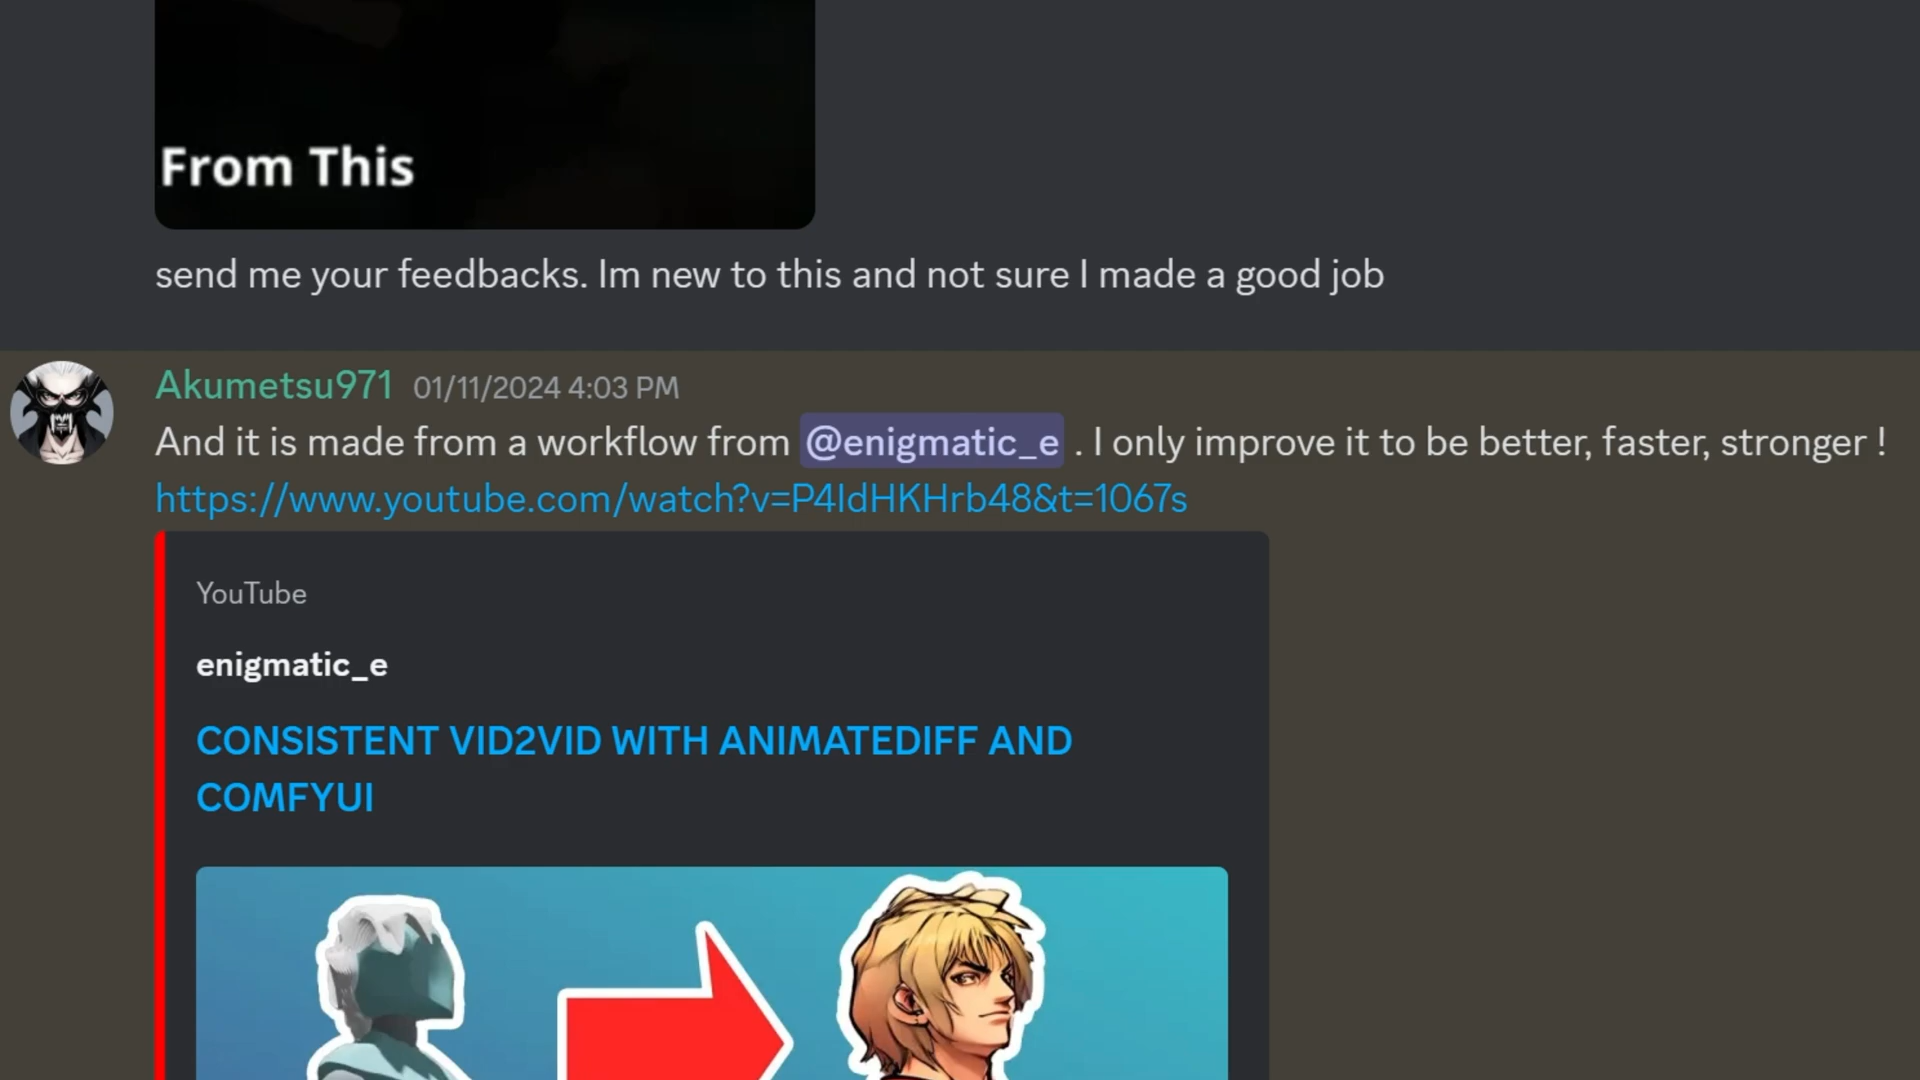 From This
send me your feedbacks. Im new to this and not sure I made a good job
Akumetsu971 01/11/2024 4:03 PM
And it is made from a workflow from @enigmatic_e . I only improve it to be better, faster, stronger !
https://www.youtube.com/watch?v=P4IdHKHrb48&t=1067s
YouTube
enigmatic_e
CONSISTENT VID2VID WITH ANIMATEDIFF AND
COMFYUI